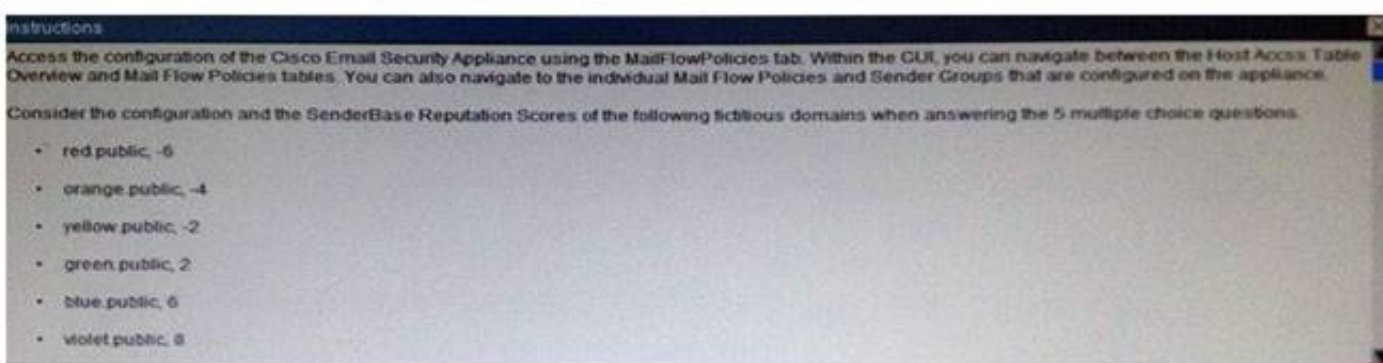 Instructions
Access the configuration of the Cisco Email Security Appliance using the MailFlowPolicies tab. Within the GUI, you can navigate between the Host Accss Table
Overview and Mail Flow Policies tables. You can also navigate to the individual Mail Flow Policies and Sender Groups that are configured on the appliance.
Consider the configuration and the SenderBase Reputation Scores of the following fictitious domains when answering the 5 multiple choice questions.
• red.public, -6
• orange.public, -4
• yellow.public, -2
• green.public, 2
• blue.public, 6
• violet.public, 8